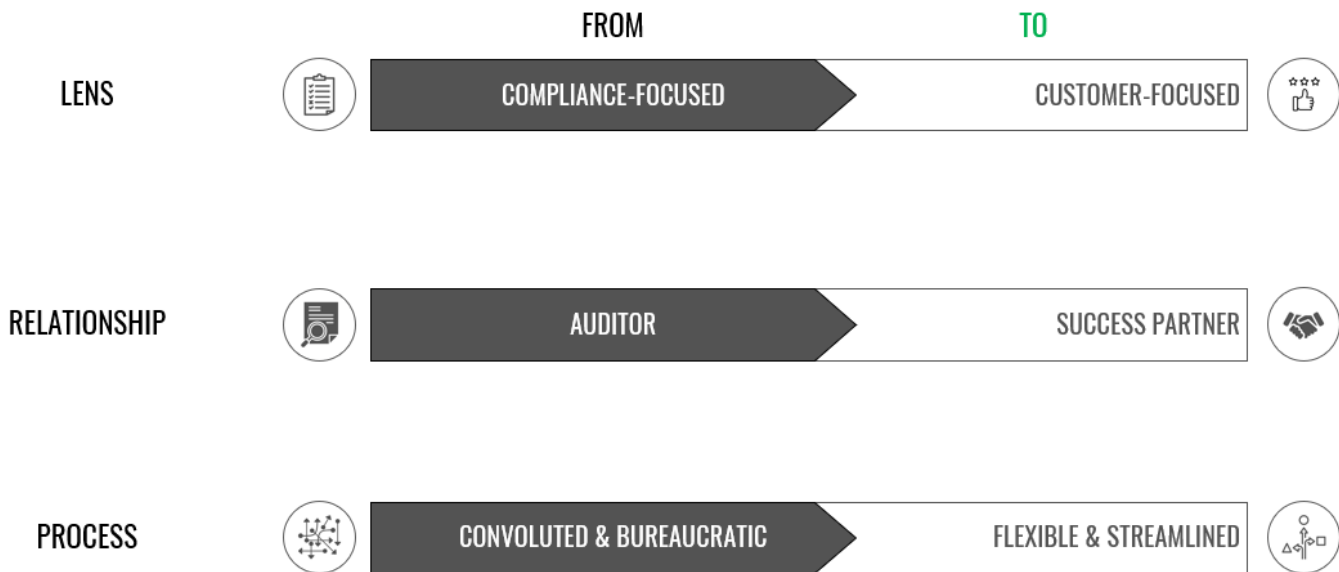 FROM
TO
LENS
COMPLIANCE-FOCUSED
CUSTOMER-FOCUSED
RELATIONSHIP
AUDITOR
SUCCESS PARTNER
PROCESS
CONVOLUTED & BUREAUCRATIC
FLEXIBLE & STREAMLINED